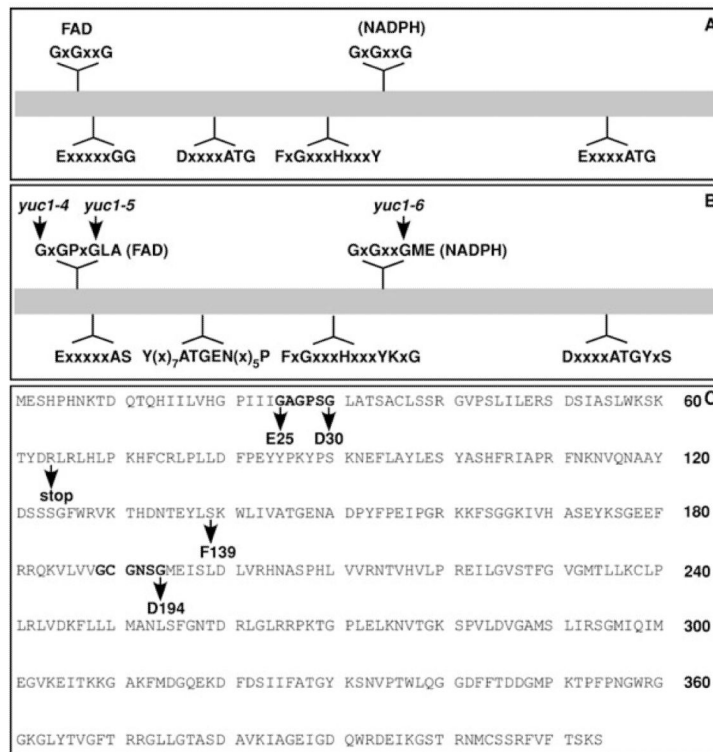 A
FAD (NADPH)
GxGxxG GxGxxG
ExxxxxGG DxxxxATG FxGxxxHxxxY ExxxxATG
B
yuc1-4 yuc1-5 yuc1-6
GxGPxGLA (FAD) GxGxxGME (NADPH)
ExxxxxAS Y(x)7ATGEN(x)5P FxGxxxHxxxYKxG DxxxxATGYxS
C
MESHPHNKTD QTQHIILVHG PIIIGAGPSG LATSACLSSR GVPSLILERS DSIASLWKSK 60
E25 D30
TYDRLRLHLP KHFCRLPLLD FPEYYPKYPS KNEFLAYLES YASHFRIAPR FNKNVQNAAY 120
stop
DSSSGFWRVK THDNTEYLSK WLIVATGENA DPYFPEIPGR KKFSGGKIVH ASEYKSGEEF 180
F139
RRQKVLVVGC GNSGMEISLD LVRHNASPHL VVRNTVHVLP REILGVSTFG VGMTLLKCLP 240
D194
LRLVDKFLLL MANLSFGNTD RLGLRRPKTG PLELKNVTGK SPVLDVGAMS LIRSGMIQIM 300
EGVKEITKKG AKFMDGQEKD FDSIIFATGY KSNVPTWLQG GDFFTDDGMP KTPFPNGWRG 360
GKGLYTVGFT RRGLLGTASD AVKIAGEIGD QWRDEIKGST RNMCSSRFVF TSKS